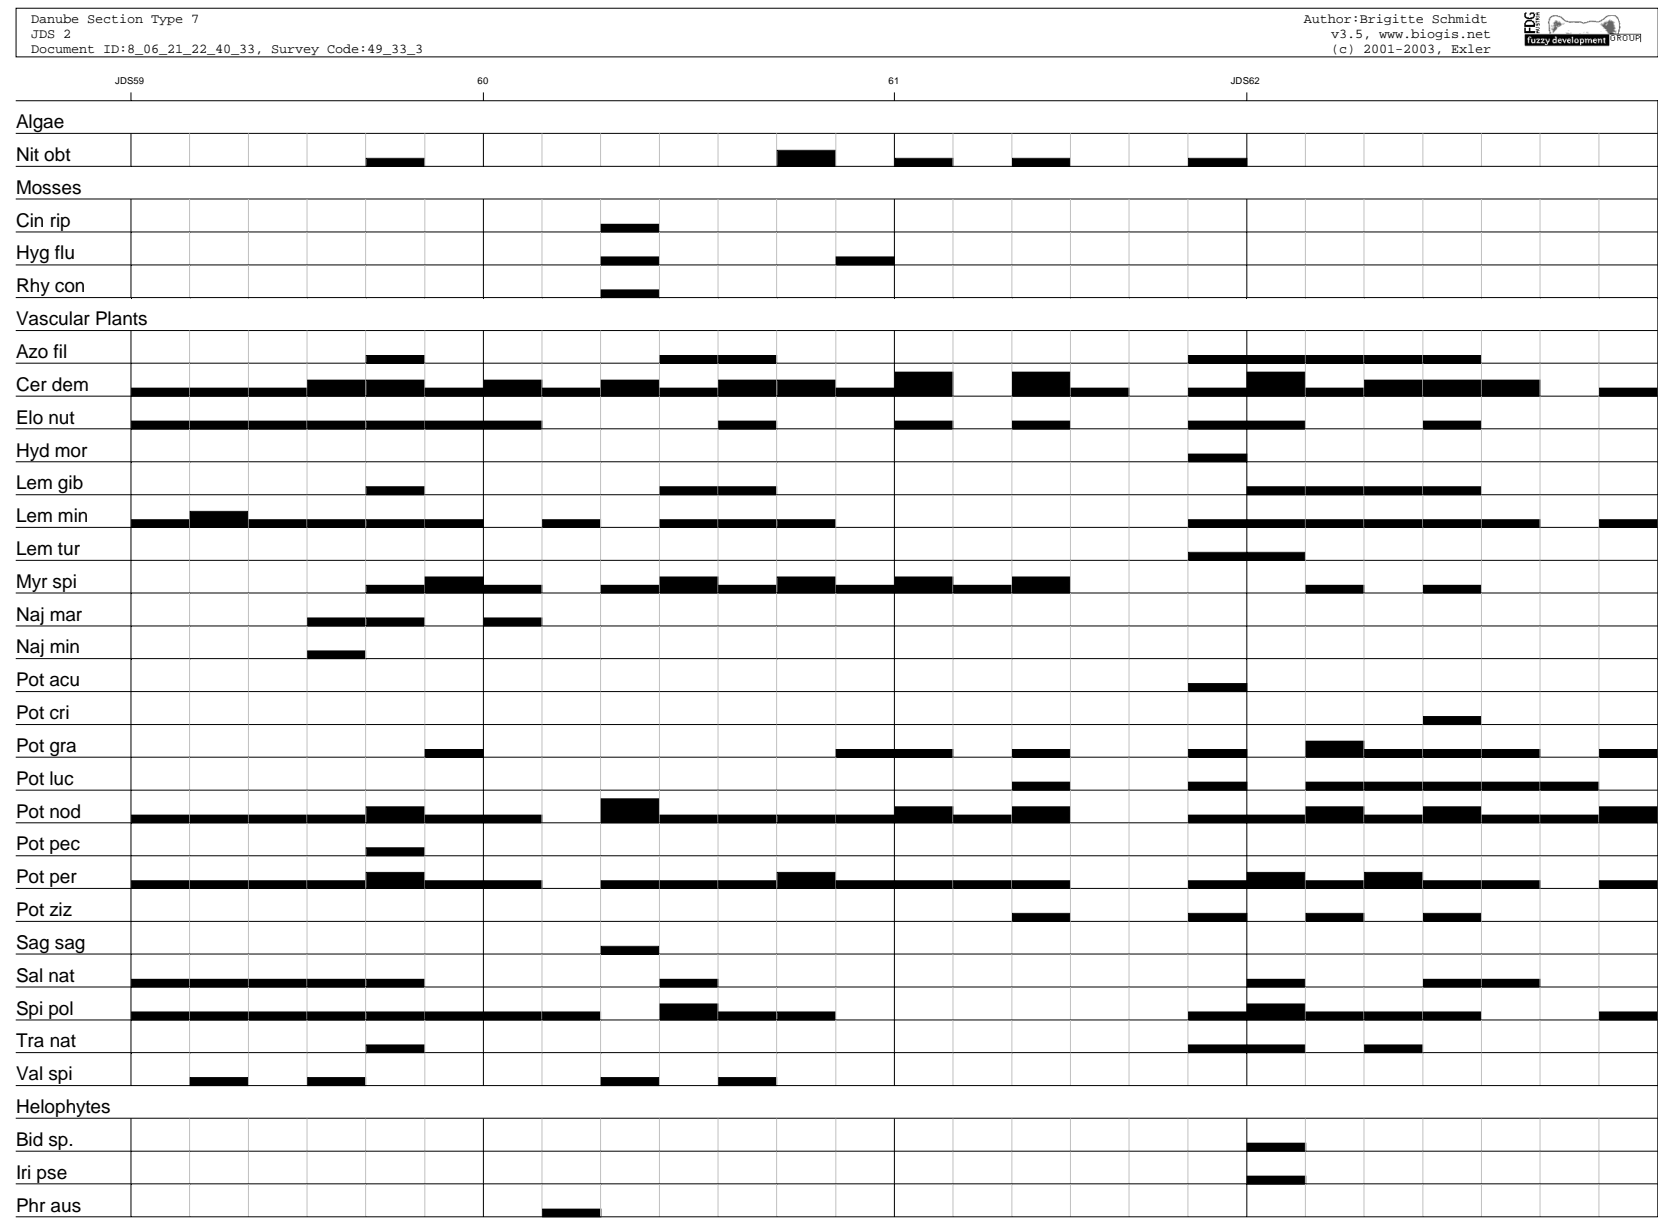 Danube Section Type 7
JDS 2
Document ID:8_06_21_22_40_33, Survey Code:49_33_3
Author:Brigitte Schmidt
v3.5, www.biogis.net
(c) 2001-2003, Exler
FDG
AUSTRIA
fuzzy development GROUP
JDS59 60 61 JDS62
Algae
Nit obt
Mosses
Cin rip
Hyg flu
Rhy con
Vascular Plants
Azo fil
Cer dem
Elo nut
Hyd mor
Lem gib
Lem min
Lem tur
Myr spi
Naj mar
Naj min
Pot acu
Pot cri
Pot gra
Pot luc
Pot nod
Pot pec
Pot per
Pot ziz
Sag sag
Sal nat
Spi pol
Tra nat
Val spi
Helophytes
Bid sp.
Iri pse
Phr aus